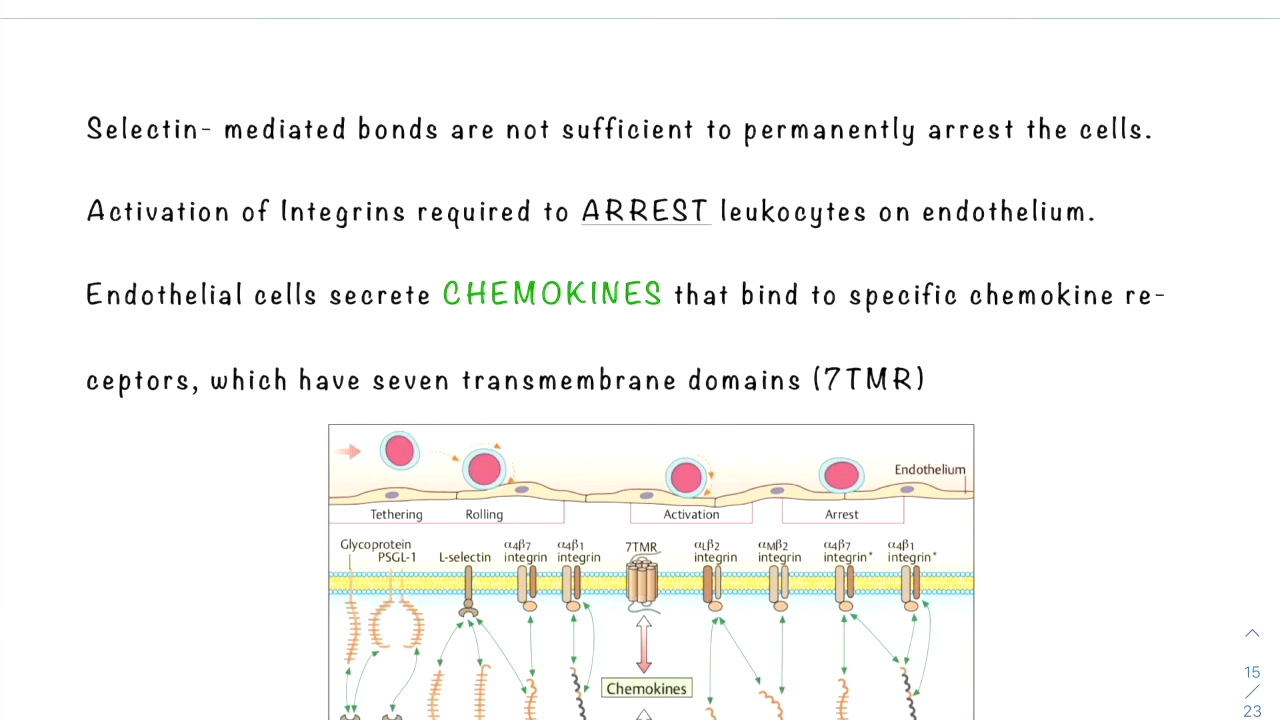 Selectin- mediated bonds are not sufficient to permanently arrest the cells.
Activation of Integrins required to ARREST leukocytes on endothelium.
Endothelial cells secrete CHEMOKINES that bind to specific chemokine re-
ceptors, which have seven transmembrane domains (7TMR)
Endothelium
Tethering Rolling Activation Arrest
Glycoprotein
PSGL-1
L-selectin
α4β7
integrin
α4β1
integrin
7TMR
αLβ2
integrin
αMβ2
integrin
α4β7
integrin*
α4β1
integrin*
Chemokines
15
/
23